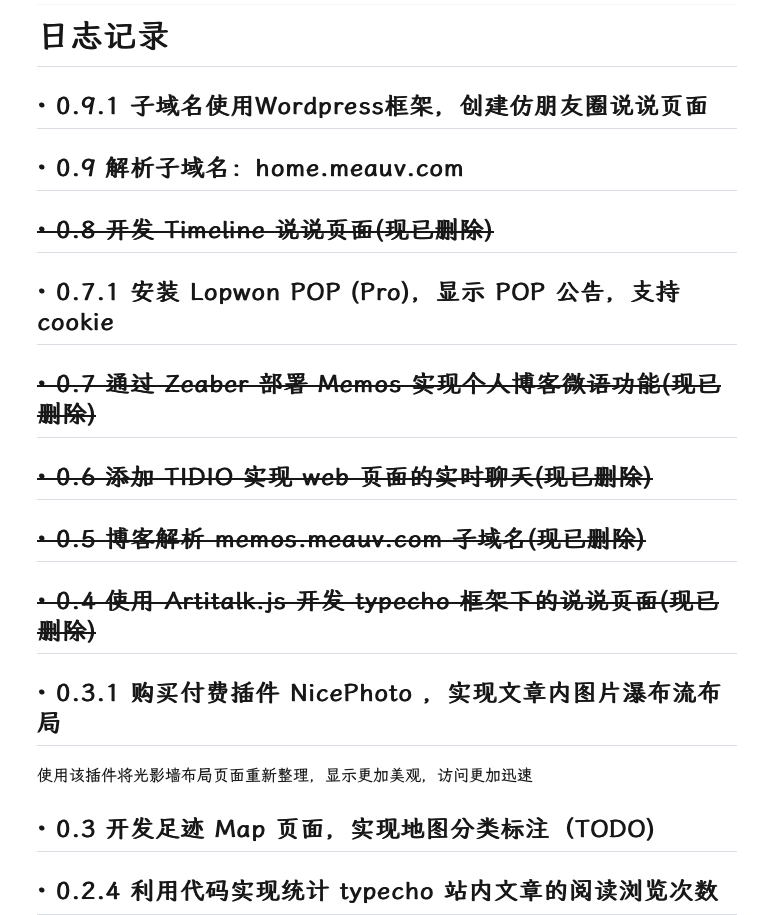 日志记录
• 0.9.1 子域名使用Wordpress框架，创建仿朋友圈说说页面
• 0.9 解析子域名：home.meauv.com
• 0.8 开发 Timeline 说说页面(现已删除)
• 0.7.1 安装 Lopwon POP (Pro)，显示 POP 公告，支持
cookie
• 0.7 通过 Zeaber 部署 Memos 实现个人博客微语功能(现已
删除)
• 0.6 添加 TIDIO 实现 web 页面的实时聊天(现已删除)
• 0.5 博客解析 memos.meauv.com 子域名(现已删除)
• 0.4 使用 Artitalk.js 开发 typecho 框架下的说说页面(现已
删除)
• 0.3.1 购买付费插件 NicePhoto ，实现文章内图片瀑布流布
局
使用该插件将光影墙布局页面重新整理，显示更加美观，访问更加迅速
• 0.3 开发足迹 Map 页面，实现地图分类标注（TODO)
• 0.2.4 利用代码实现统计 typecho 站内文章的阅读浏览次数